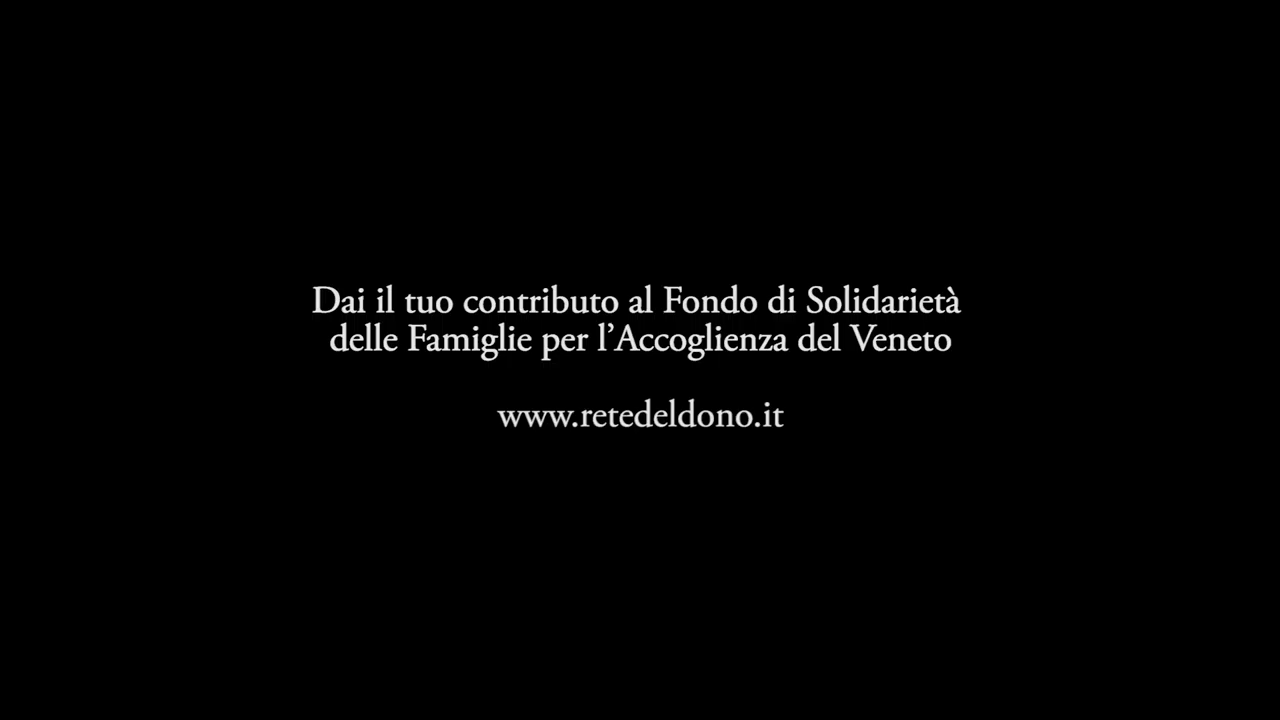 Dai il tuo contributo al Fondo di Solidarietà
delle Famiglie per l’Accoglienza del Veneto
www.retedeldono.it